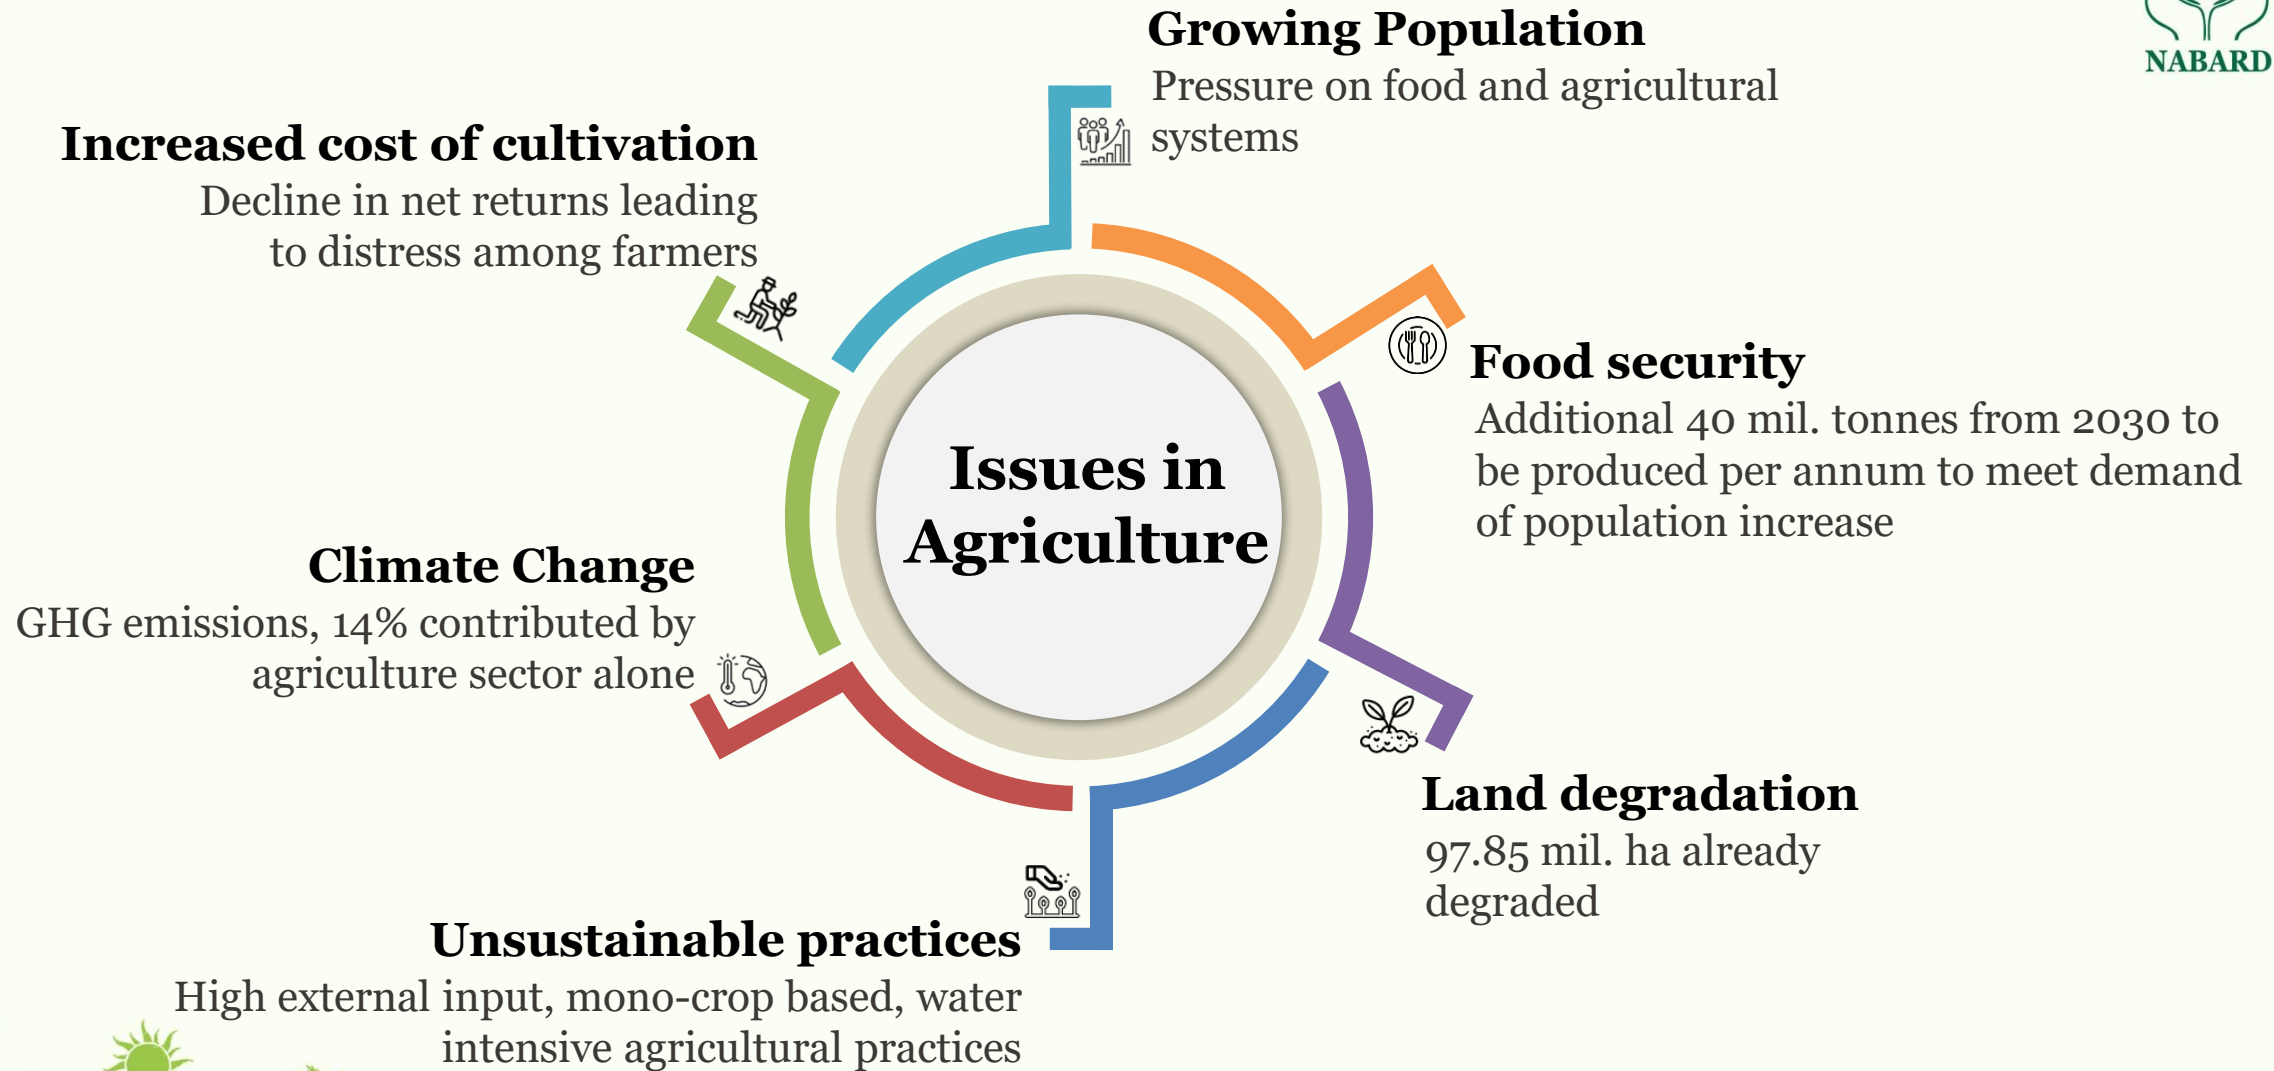 Growing Population
Pressure on food and agricultural
systems
NABARD
Increased cost of cultivation
Decline in net returns leading
to distress among farmers
Food security
Additional 40 mil. tonnes from 2030 to
be produced per annum to meet demand
of population increase
Issues in
Agriculture
Climate Change
GHG emissions, 14% contributed by
agriculture sector alone
Land degradation
97.85 mil. ha already
degraded
Unsustainable practices
High external input, mono-crop based, water
intensive agricultural practices